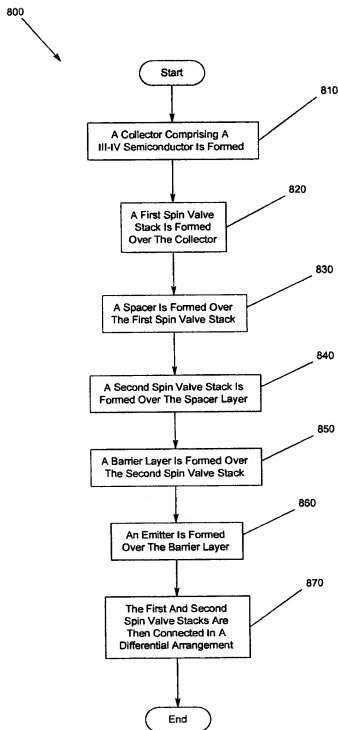 800
Start
810
A Collector Comprising A
III-IV Semiconductor Is Formed
820
A First Spin Valve
Stack Is Formed
Over The Collector
830
A Spacer Is Formed Over
The First Spin Valve Stack
840
A Second Spin Valve Stack Is
Formed Over The Spacer Layer
850
A Barrier Layer Is Formed Over
The Second Spin Valve Stack
860
An Emitter Is Formed
Over The Barrier Layer
870
The First And Second
Spin Valve Stacks Are
Then Connected In A
Differential Arrangement
End